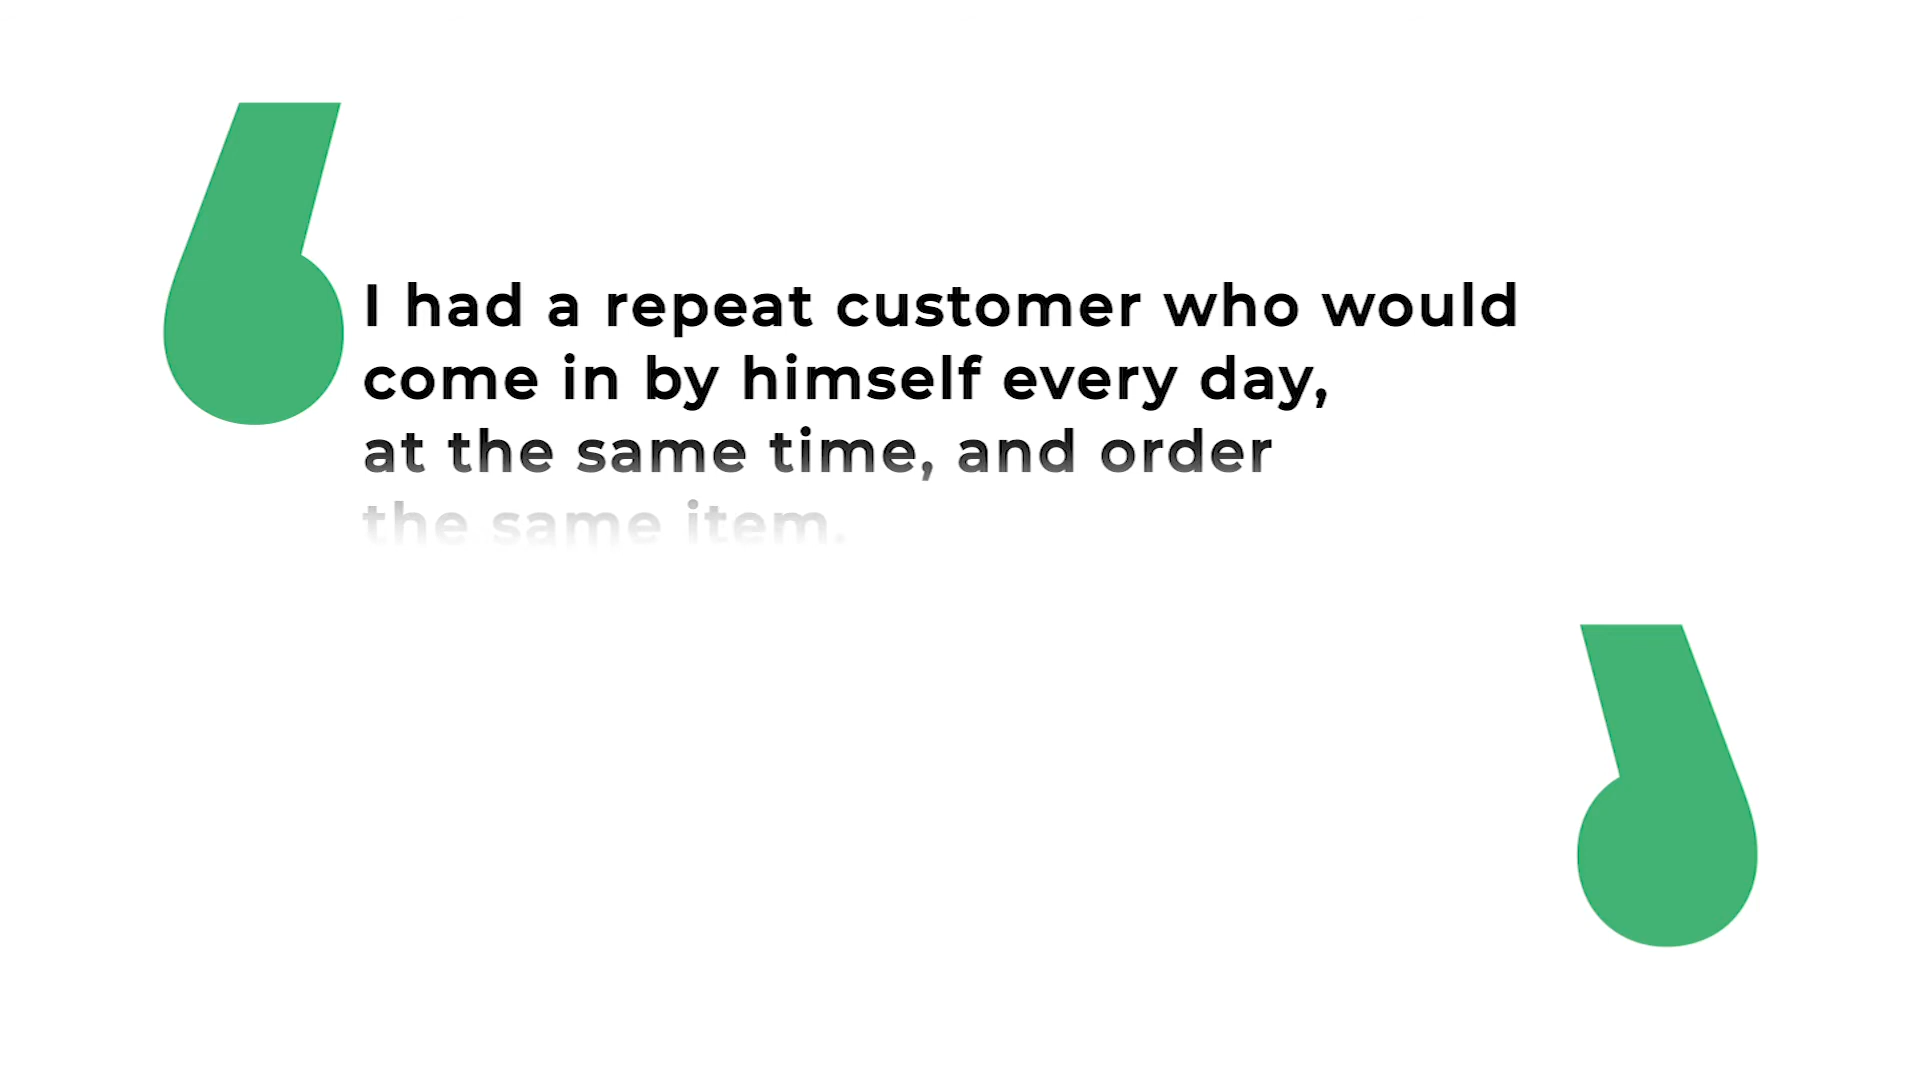 I had a repeat customer who would
come in by himself every day,
at the same time, and order
the same item.